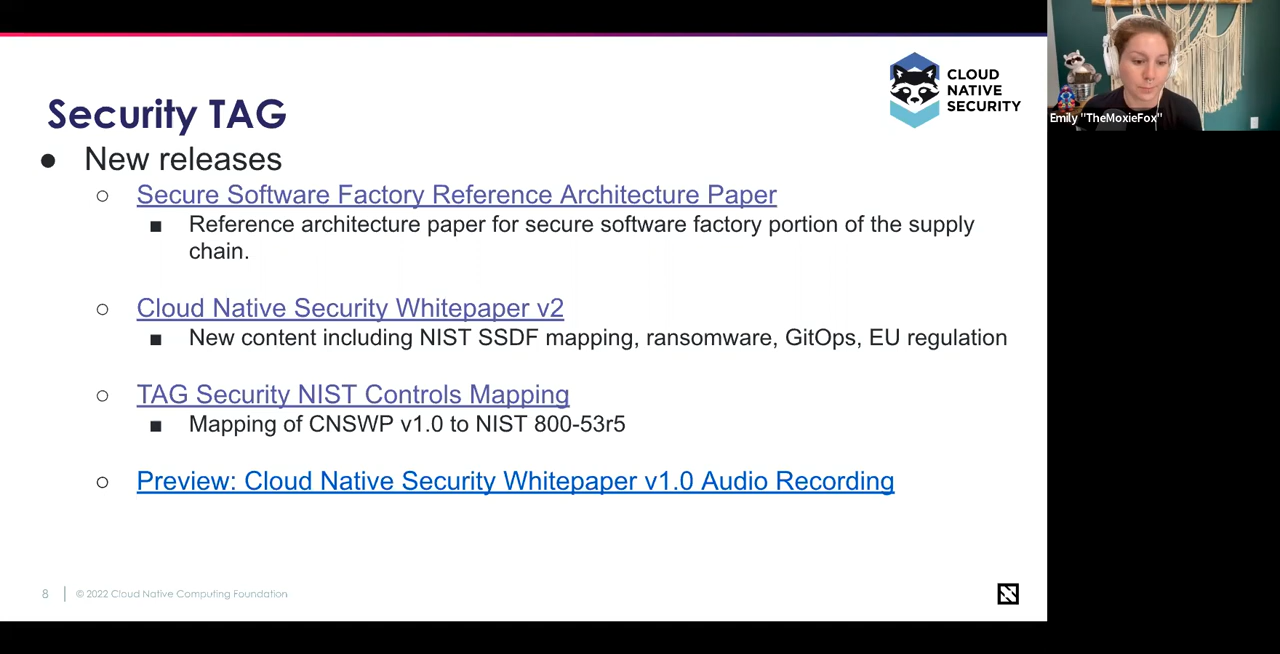 CLOUD
NATIVE
SECURITY
Emily "TheMoxieFox"
Security TAG
● New releases
○ Secure Software Factory Reference Architecture Paper
■ Reference architecture paper for secure software factory portion of the supply
chain.
○ Cloud Native Security Whitepaper v2
■ New content including NIST SSDF mapping, ransomware, GitOps, EU regulation
○ TAG Security NIST Controls Mapping
■ Mapping of CNSWP v1.0 to NIST 800-53r5
○ Preview: Cloud Native Security Whitepaper v1.0 Audio Recording
8 | © 2022 Cloud Native Computing Foundation